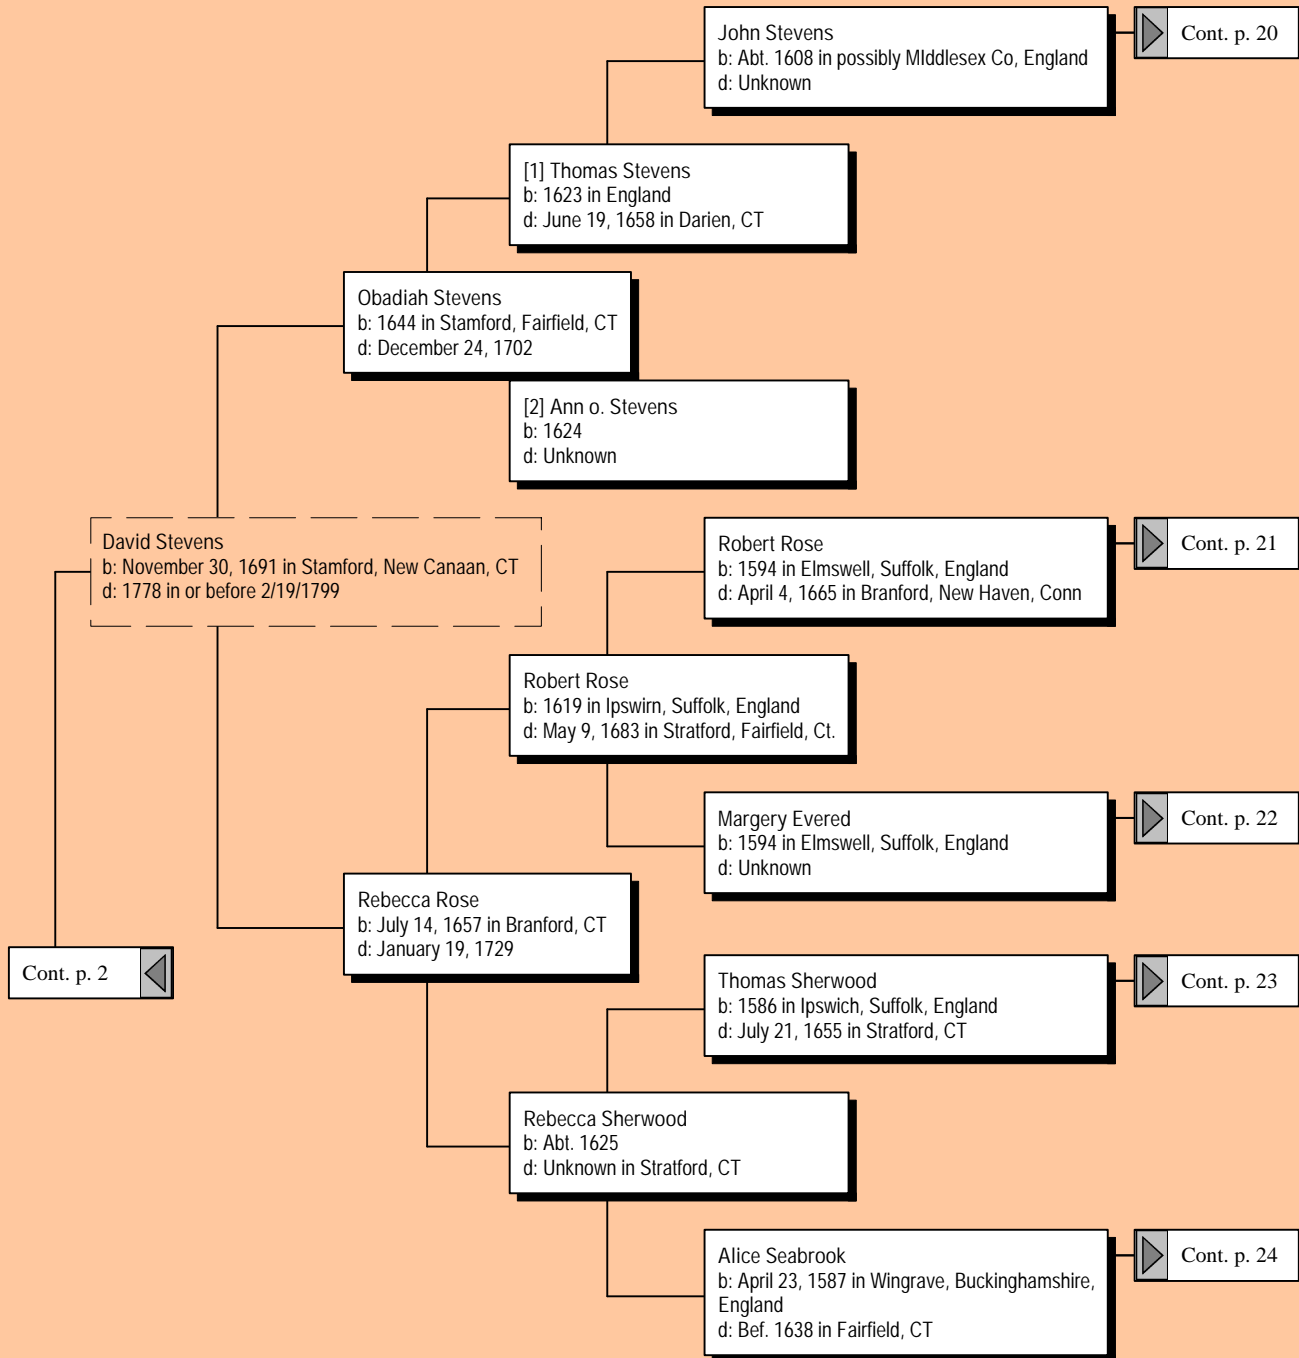 John Stevens
b: Abt. 1608 in possibly MIddlesex Co, England
d: Unknown
Cont. p. 20
[1] Thomas Stevens
b: 1623 in England
d: June 19, 1658 in Darien, CT
Obadiah Stevens
b: 1644 in Stamford, Fairfield, CT
d: December 24, 1702
[2] Ann o. Stevens
b: 1624
d: Unknown
David Stevens
b: November 30, 1691 in Stamford, New Canaan, CT
d: 1778 in or before 2/19/1799
Robert Rose
b: 1594 in Elmswell, Suffolk, England
d: April 4, 1665 in Branford, New Haven, Conn
Cont. p. 21
Robert Rose
b: 1619 in Ipswirn, Suffolk, England
d: May 9, 1683 in Stratford, Fairfield, Ct.
Margery Evered
b: 1594 in Elmswell, Suffolk, England
d: Unknown
Cont. p. 22
Rebecca Rose
b: July 14, 1657 in Branford, CT
d: January 19, 1729
Cont. p. 2
Thomas Sherwood
b: 1586 in Ipswich, Suffolk, England
d: July 21, 1655 in Stratford, CT
Cont. p. 23
Rebecca Sherwood
b: Abt. 1625
d: Unknown in Stratford, CT
Alice Seabrook
b: April 23, 1587 in Wingrave, Buckinghamshire,
England
d: Bef. 1638 in Fairfield, CT
Cont. p. 24